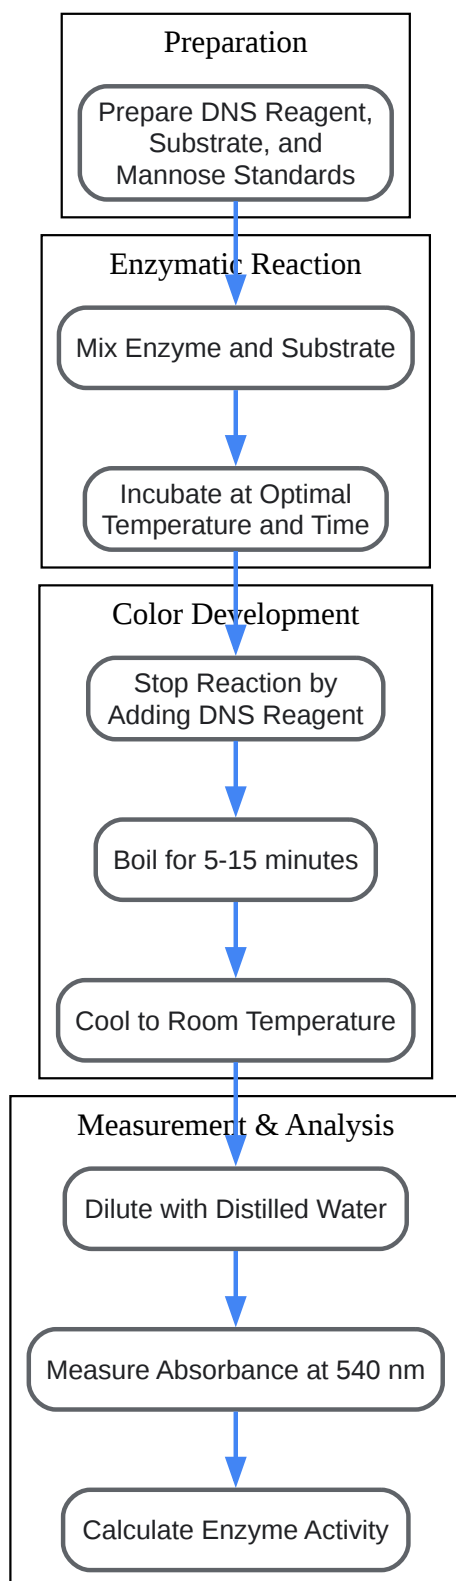 Preparation
Prepare DNS Reagent,
Substrate, and
Mannose Standards
Enzymatic Reaction
Mix Enzyme and Substrate
Incubate at Optimal
Temperature and Time
Color Development
Stop Reaction by
Adding DNS Reagent
Boil for 5-15 minutes
Cool to Room Temperature
Measurement & Analysis
Dilute with Distilled Water
Measure Absorbance at 540 nm
Calculate Enzyme Activity